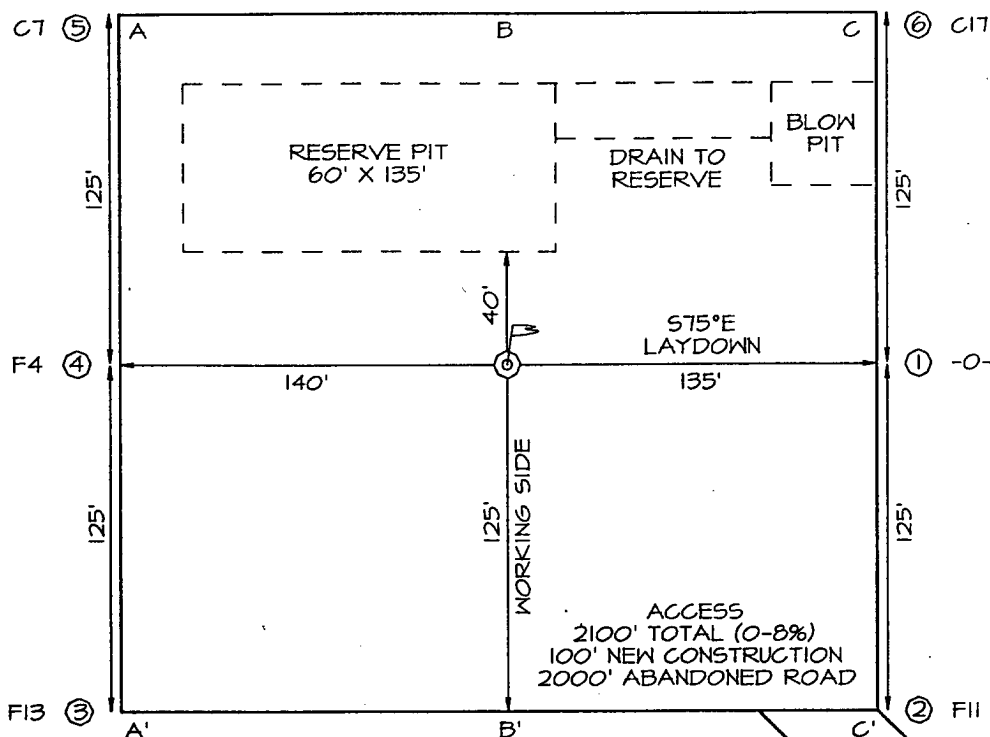 C7 ⑤ A B C ⑥ C17
RESERVE PIT
60' X 135'
BLOW
PIT
DRAIN TO
RESERVE
125'
125'
40'
S75°E
LAYDOWN
F4 ④ 140' 135' ① -0-
125'
125'
WORKING SIDE
125'
ACCESS
2100' TOTAL (0-8%)
100' NEW CONSTRUCTION
2000' ABANDONED ROAD
F13 ③ A' B' C' ② F11